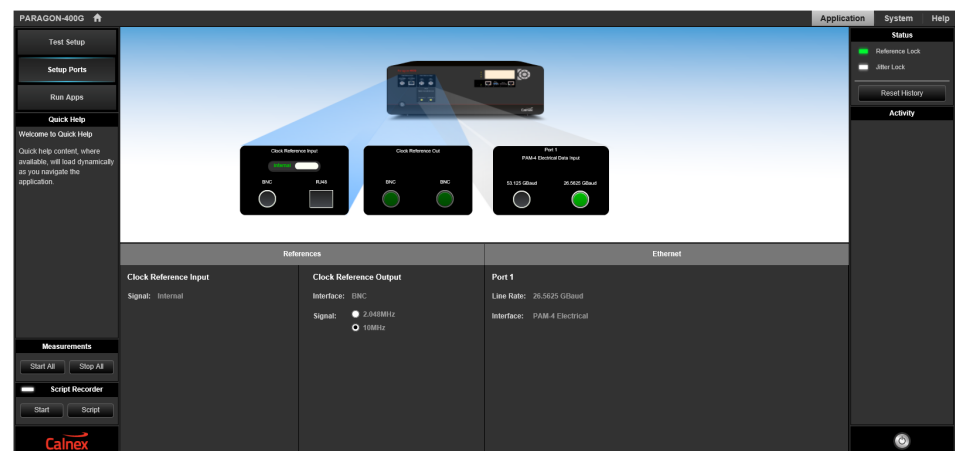 PARAGON-400G
Application System Help
Test Setup
Setup Ports
Run Apps
Quick Help
Welcome to Quick Help
Quick help content, where
available, will load dynamically
as you navigate the
application.
Measurements
Start All Stop All
Script Recorder
Start Script
Calnex
Clock Reference Input
Internal
BNC RJ48
Clock Reference Out
BNC BNC
Port 1
PAM-4 Electrical Data Input
53.125 GBaud 26.5625 GBaud
References Ethernet
Clock Reference Input
Signal: Internal
Clock Reference Output
Interface: BNC
Signal: 2.048MHz
10MHz
Port 1
Line Rate: 26.5625 GBaud
Interface: PAM-4 Electrical
Status
Reference Lock
Jitter Lock
Reset History
Activity